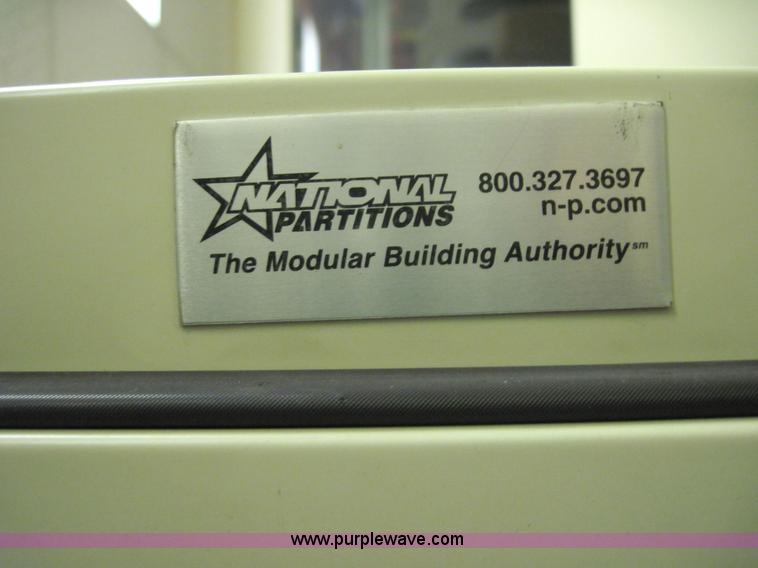 NATIONAL
PARTITIONS
800.327.3697
n-p.com
The Modular Building Authority℠
www.purplewave.com